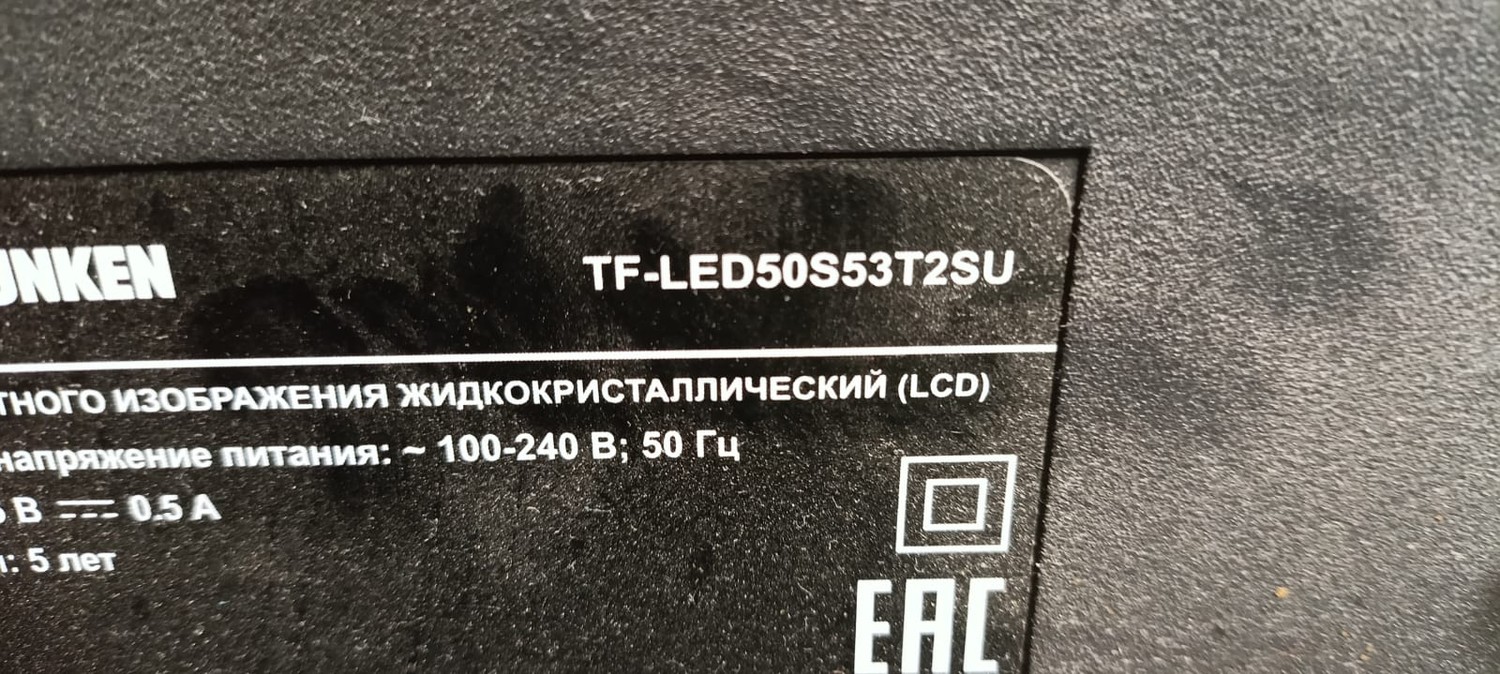 UNKEN TF-LED50S53T2SU
ТНОГО ИЗОБРАЖЕНИЯ ЖИДКОКРИСТАЛЛИЧЕСКИЙ (LCD)
напряжение питания: ~ 100-240 В; 50 Гц
В ⎓ 0.5 А
: 5 лет
EAC